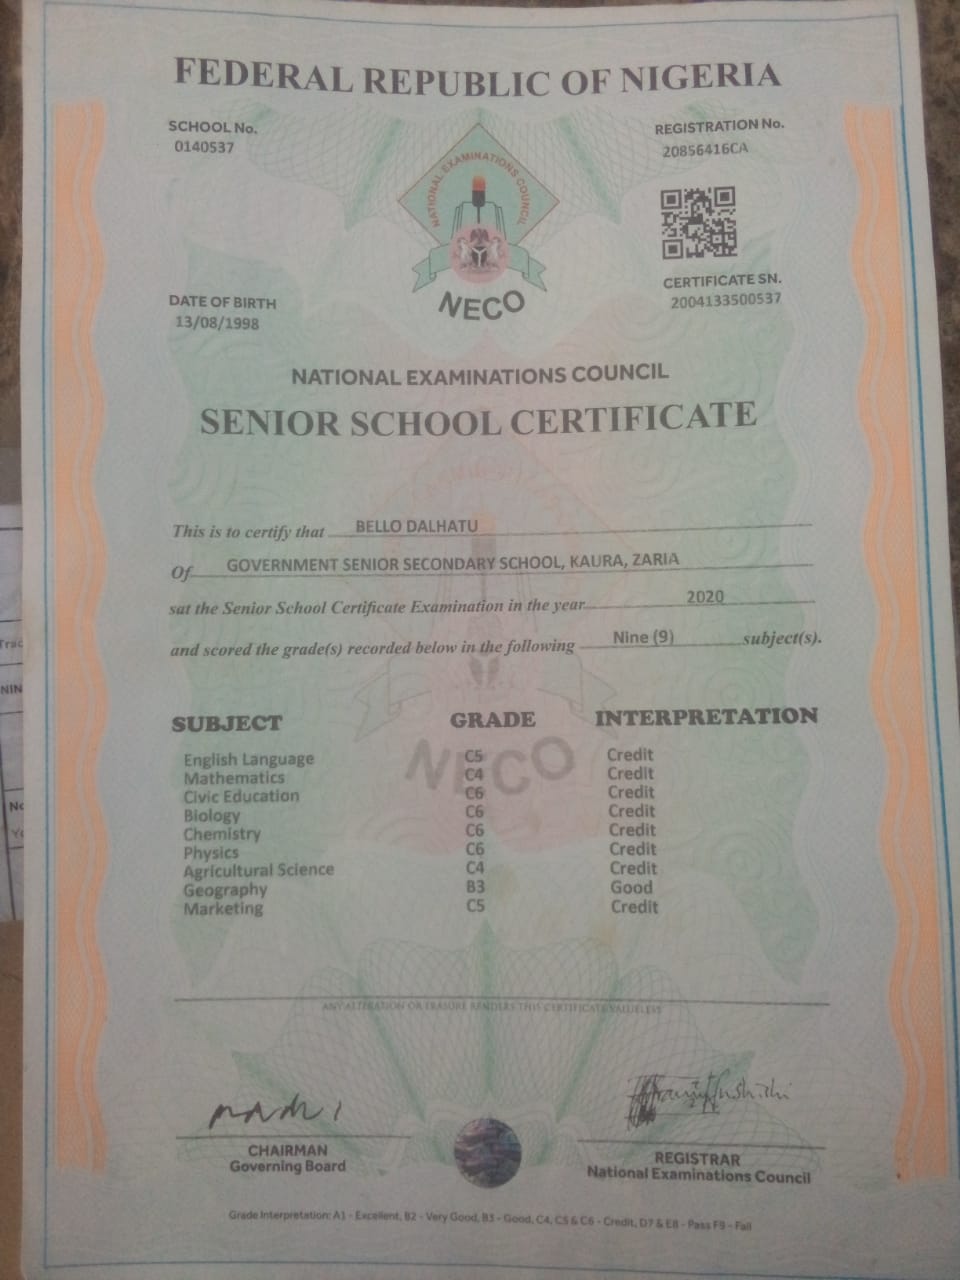 FEDERAL REPUBLIC OF NIGERIA
SCHOOL No.
0140537
REGISTRATION No.
20856416CA
NATIONAL EXAMINATIONS COUNCIL
NECO
CERTIFICATE SN.
2004133500537
DATE OF BIRTH
13/08/1998
NATIONAL EXAMINATIONS COUNCIL
SENIOR SCHOOL CERTIFICATE
This is to certify that BELLO DALHATU
Of GOVERNMENT SENIOR SECONDARY SCHOOL, KAURA, ZARIA
sat the Senior School Certificate Examination in the year 2020
and scored the grade(s) recorded below in the following Nine (9) subject(s).
SUBJECT GRADE INTERPRETATION
English Language C5 Credit
Mathematics C4 Credit
Civic Education C6 Credit
Biology C6 Credit
Chemistry C6 Credit
Physics C6 Credit
Agricultural Science C4 Credit
Geography B3 Good
Marketing C5 Credit
NECO
ANY ALTERATION OR ERASURE RENDERS THIS CERTIFICATE VALUELESS
CHAIRMAN
Governing Board
REGISTRAR
National Examinations Council
Grade Interpretation: A1 - Excellent, B2 - Very Good, B3 - Good, C4, C5 & C6 - Credit, D7 & E8 - Pass F9 - Fail
NIN